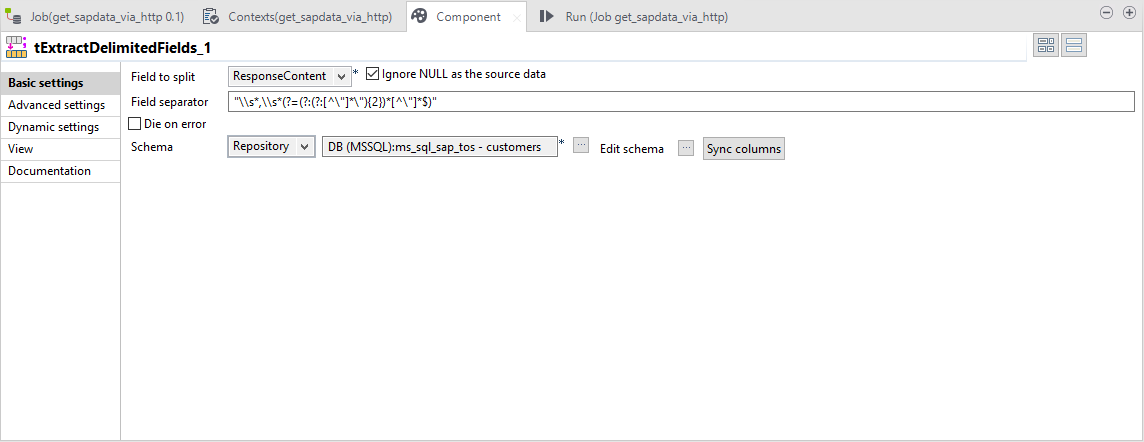 Job(get_sapdata_via_http 0.1) Contexts(get_sapdata_via_http) Component Run (Job get_sapdata_via_http)
tExtractDelimitedFields_1
Basic settings
Advanced settings
Dynamic settings
View
Documentation
Field to split ResponseContent * Ignore NULL as the source data
Field separator "\\s*,\\s*(?=(?:(?:[^\"]*\"){2})*[^\"]*$)"
Die on error
Schema Repository DB (MSSQL):ms_sql_sap_tos - customers * ... Edit schema ... Sync columns